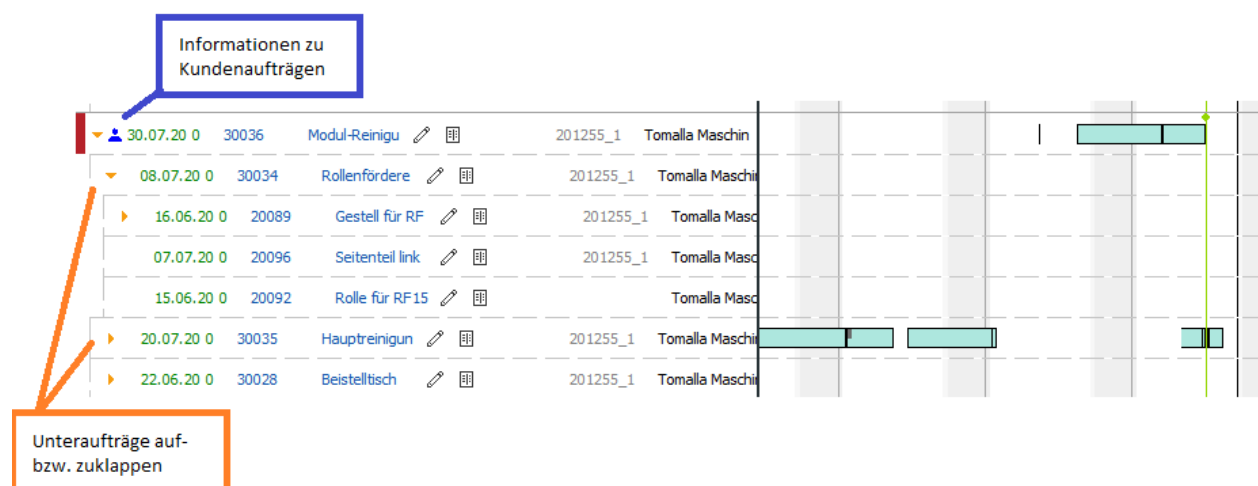 Informationen zu
Kundenaufträgen
30.07.20 0 30036 Modul-Reinigu 201255_1 Tomalla Maschin
08.07.20 0 30034 Rollenfördere 201255_1 Tomalla Maschin
16.06.20 0 20089 Gestell für RF 201255_1 Tomalla Masc
07.07.20 0 20096 Seitenteil link 201255_1 Tomalla Masc
15.06.20 0 20092 Rolle für RF15 Tomalla Masc
20.07.20 0 30035 Hauptreinigun 201255_1 Tomalla Maschin
22.06.20 0 30028 Beistelltisch 201255_1 Tomalla Maschin
Unteraufträge auf-
bzw. zuklappen